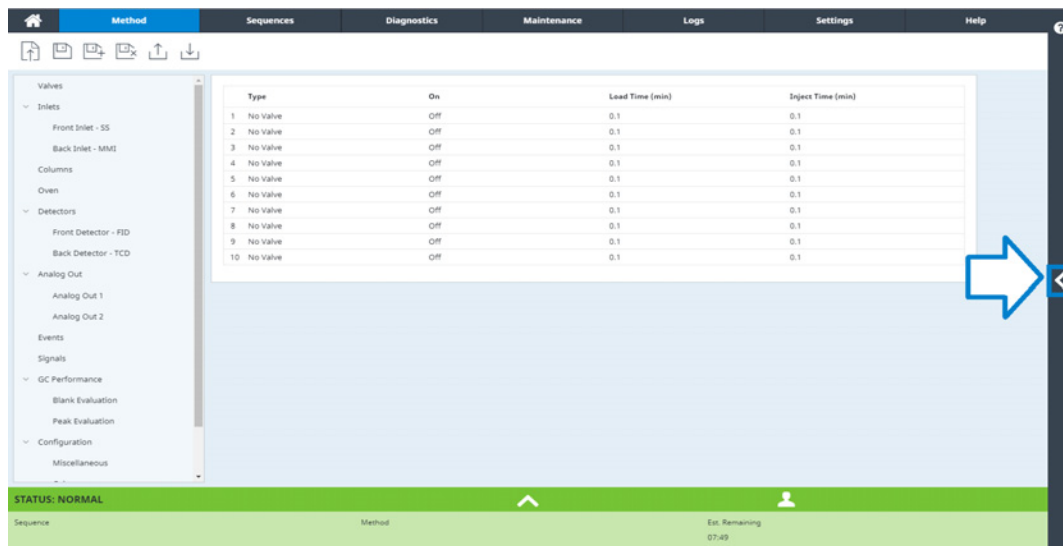 Method Sequences Diagnostics Maintenance Logs Settings Help
?
Valves
Inlets
Front Inlet - SS
Back Inlet - MMI
Columns
Oven
Detectors
Front Detector - FID
Back Detector - TCD
Analog Out
Analog Out 1
Analog Out 2
Events
Signals
GC Performance
Blank Evaluation
Peak Evaluation
Configuration
Miscellaneous
Type On Load Time (min) Inject Time (min)
1 No Valve Off 0.1 0.1
2 No Valve Off 0.1 0.1
3 No Valve Off 0.1 0.1
4 No Valve Off 0.1 0.1
5 No Valve Off 0.1 0.1
6 No Valve Off 0.1 0.1
7 No Valve Off 0.1 0.1
8 No Valve Off 0.1 0.1
9 No Valve Off 0.1 0.1
10 No Valve Off 0.1 0.1
STATUS: NORMAL
Sequence Method Est. Remaining
07:49